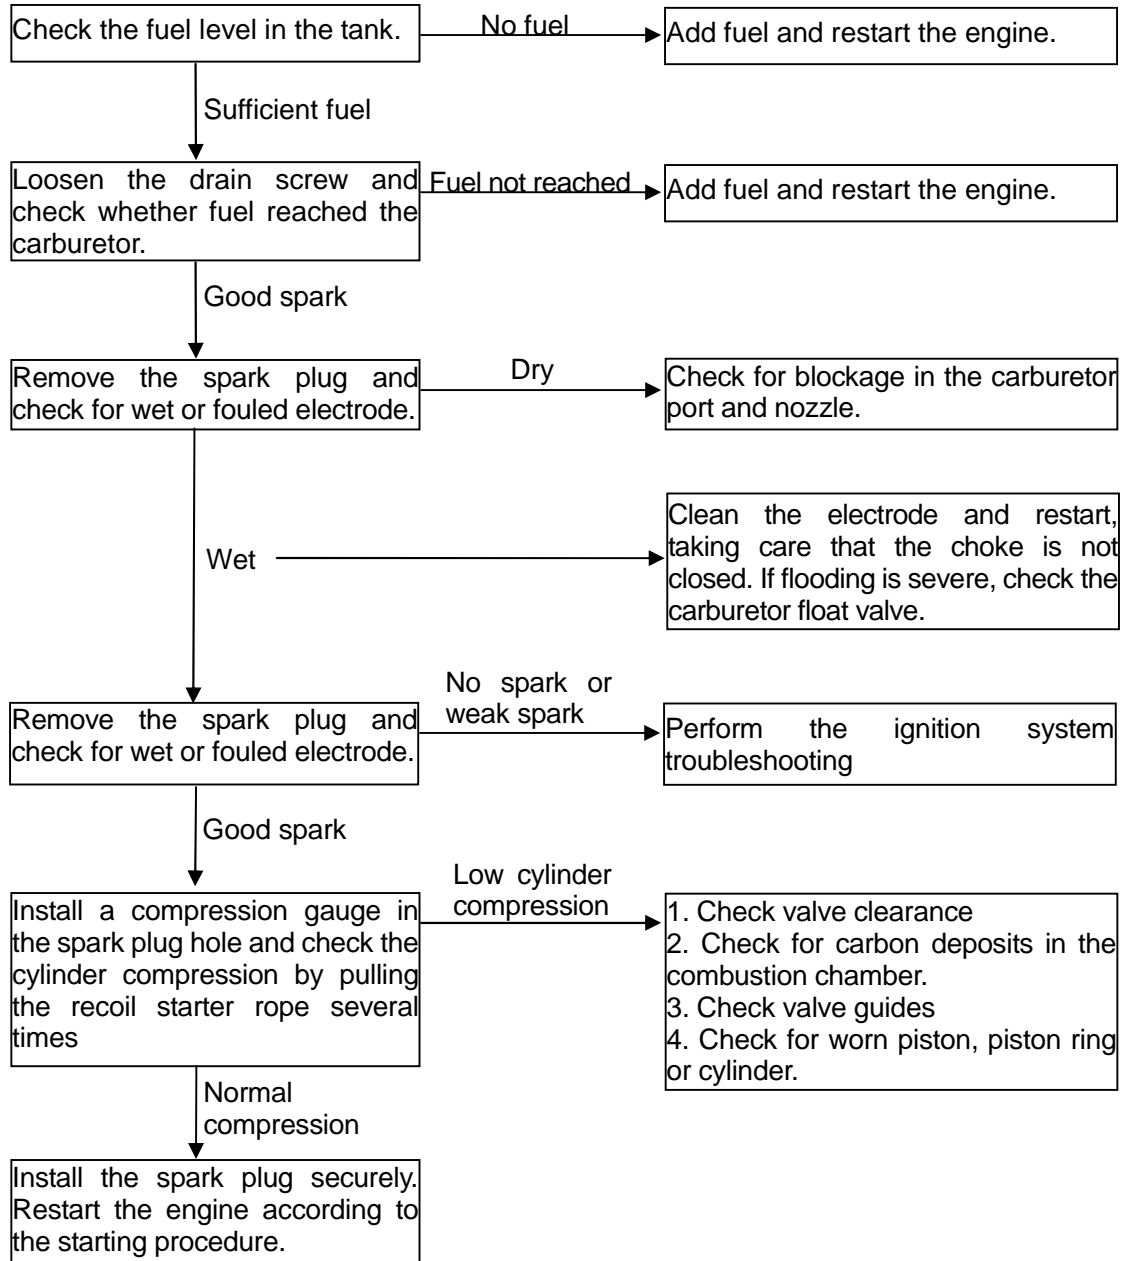 Check the fuel level in the tank.
No fuel
Add fuel and restart the engine.
Sufficient fuel
Loosen the drain screw and
check whether fuel reached the
carburetor.
Fuel not reached
Add fuel and restart the engine.
Good spark
Remove the spark plug and
check for wet or fouled electrode.
Dry
Check for blockage in the carburetor
port and nozzle.
Wet
Clean the electrode and restart,
taking care that the choke is not
closed. If flooding is severe, check the
carburetor float valve.
Remove the spark plug and
check for wet or fouled electrode.
No spark or
weak spark
Perform the ignition system
troubleshooting
Good spark
Install a compression gauge in
the spark plug hole and check the
cylinder compression by pulling
the recoil starter rope several
times
Low cylinder
compression
1. Check valve clearance
2. Check for carbon deposits in the
combustion chamber.
3. Check valve guides
4. Check for worn piston, piston ring
or cylinder.
Normal
compression
Install the spark plug securely.
Restart the engine according to
the starting procedure.